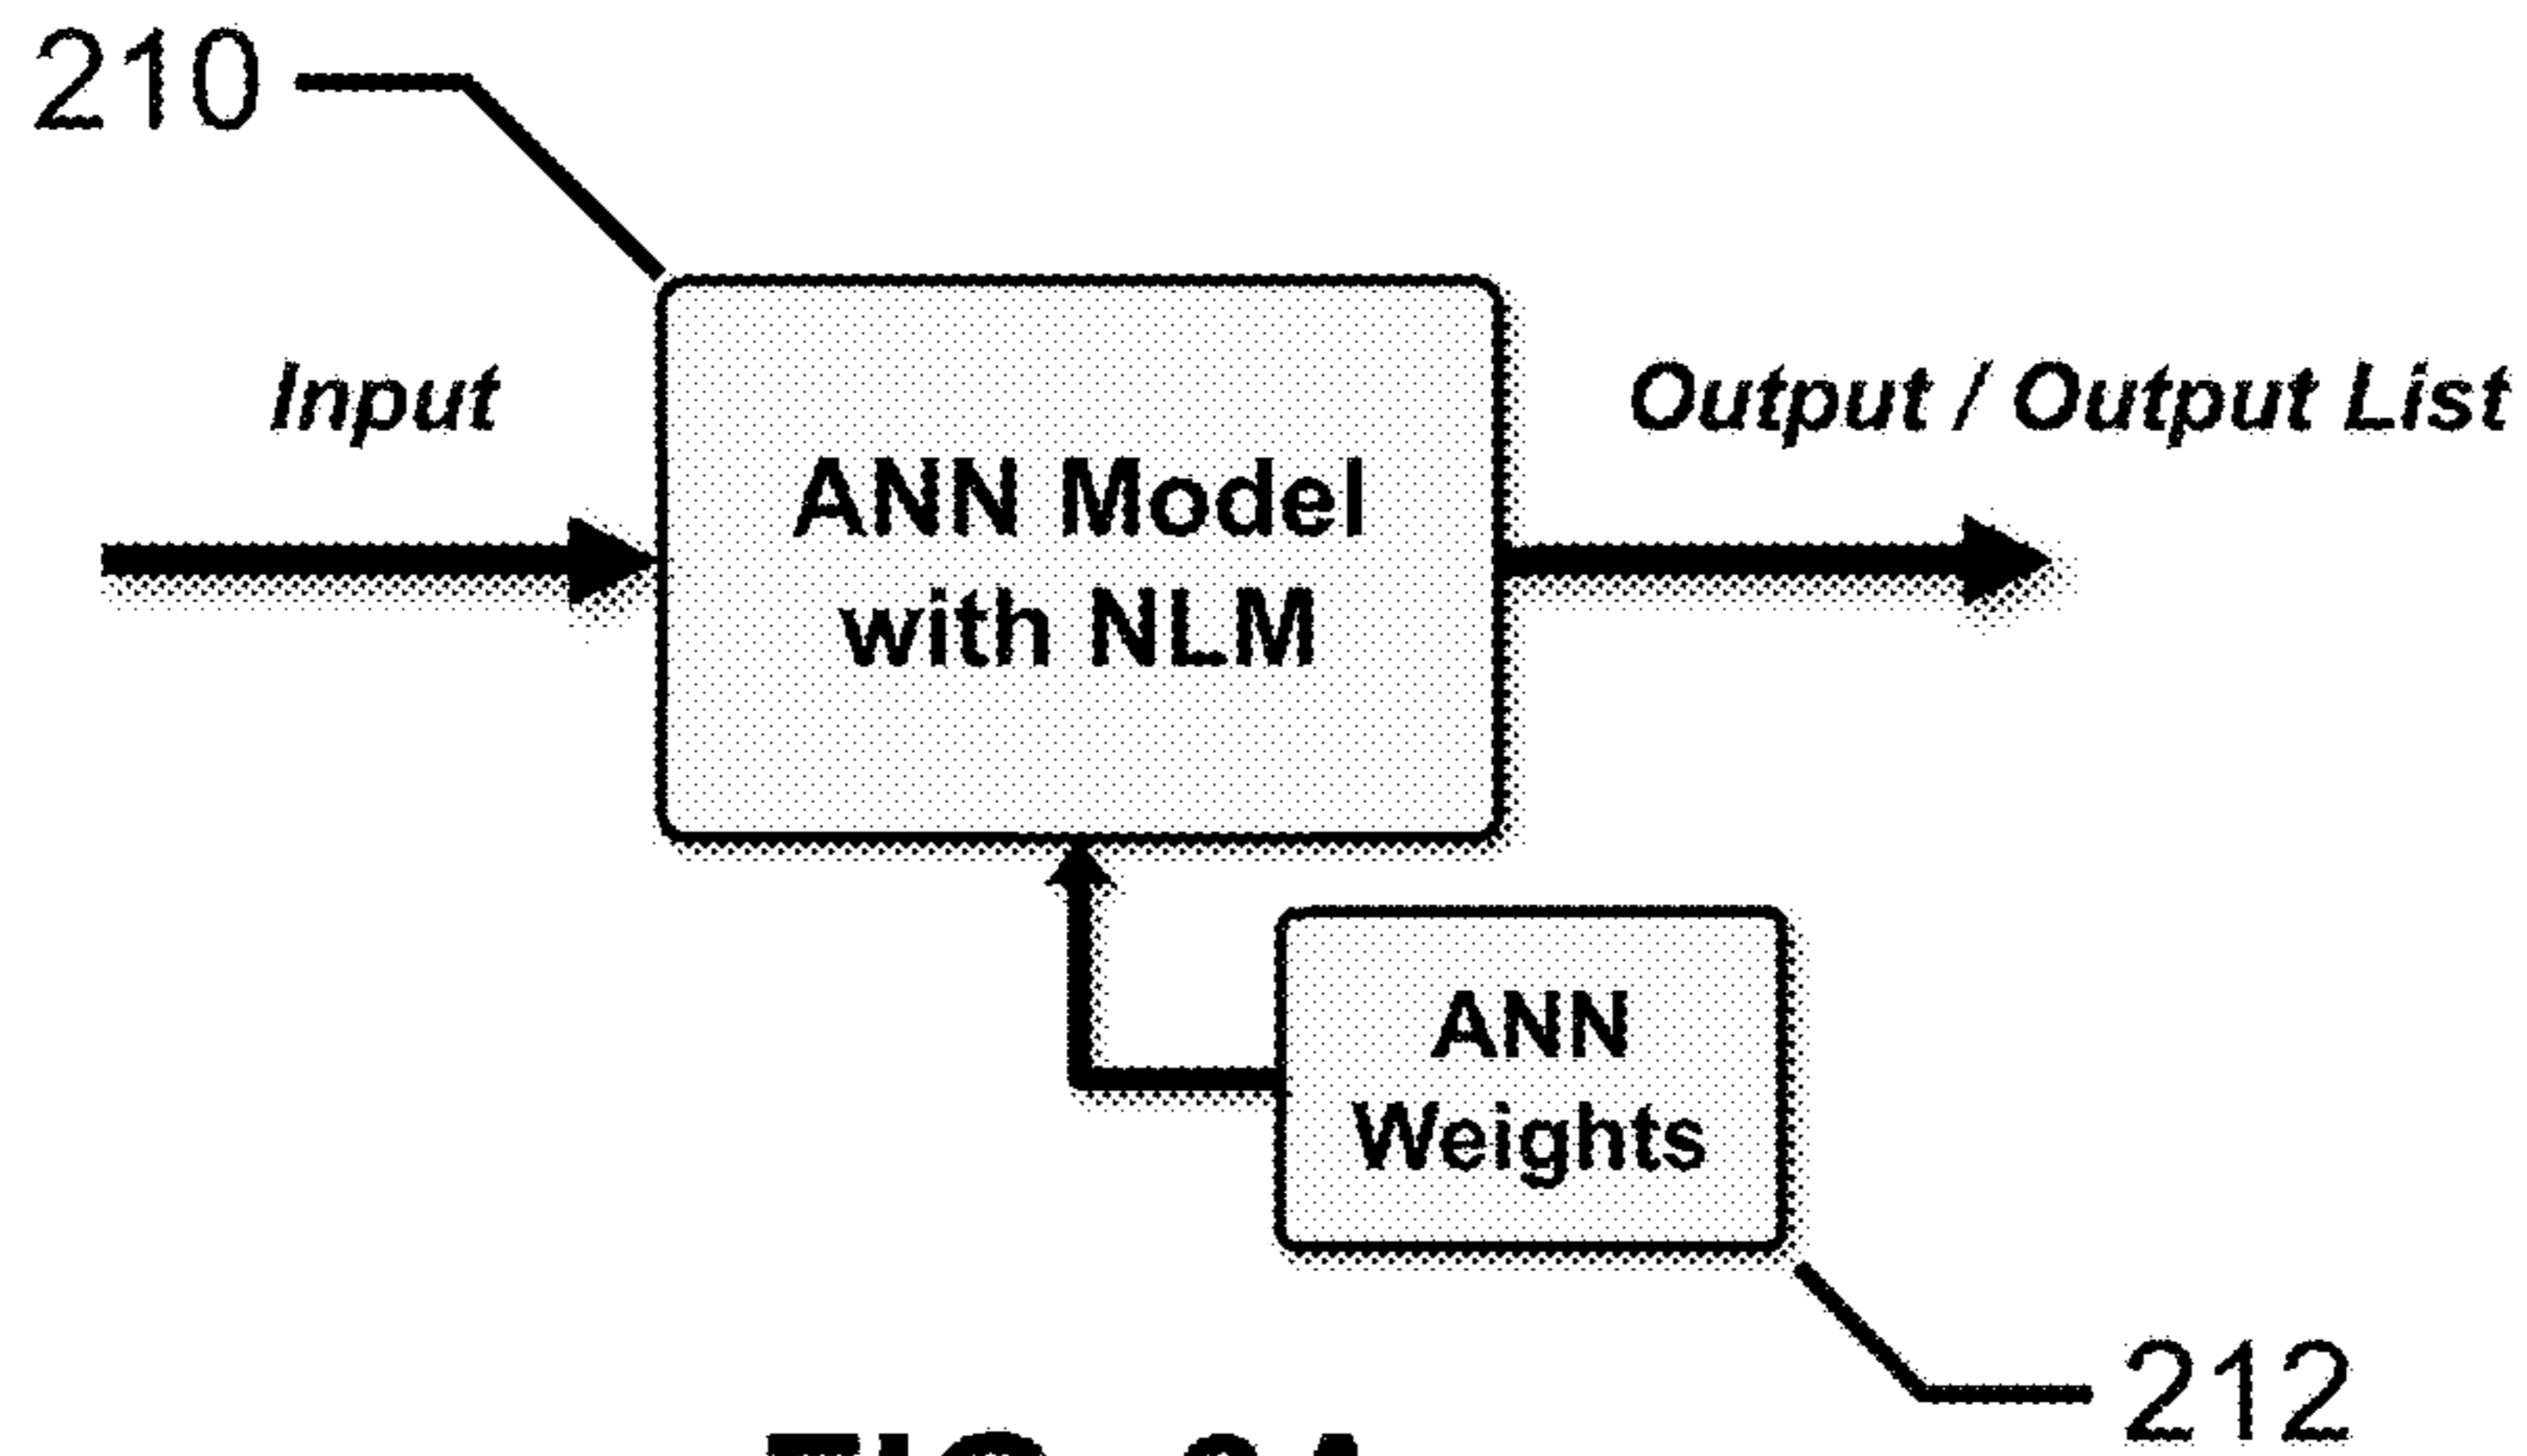 210
Input
Output / Output List
ANN Model
with NLM
ANN
Weights
212